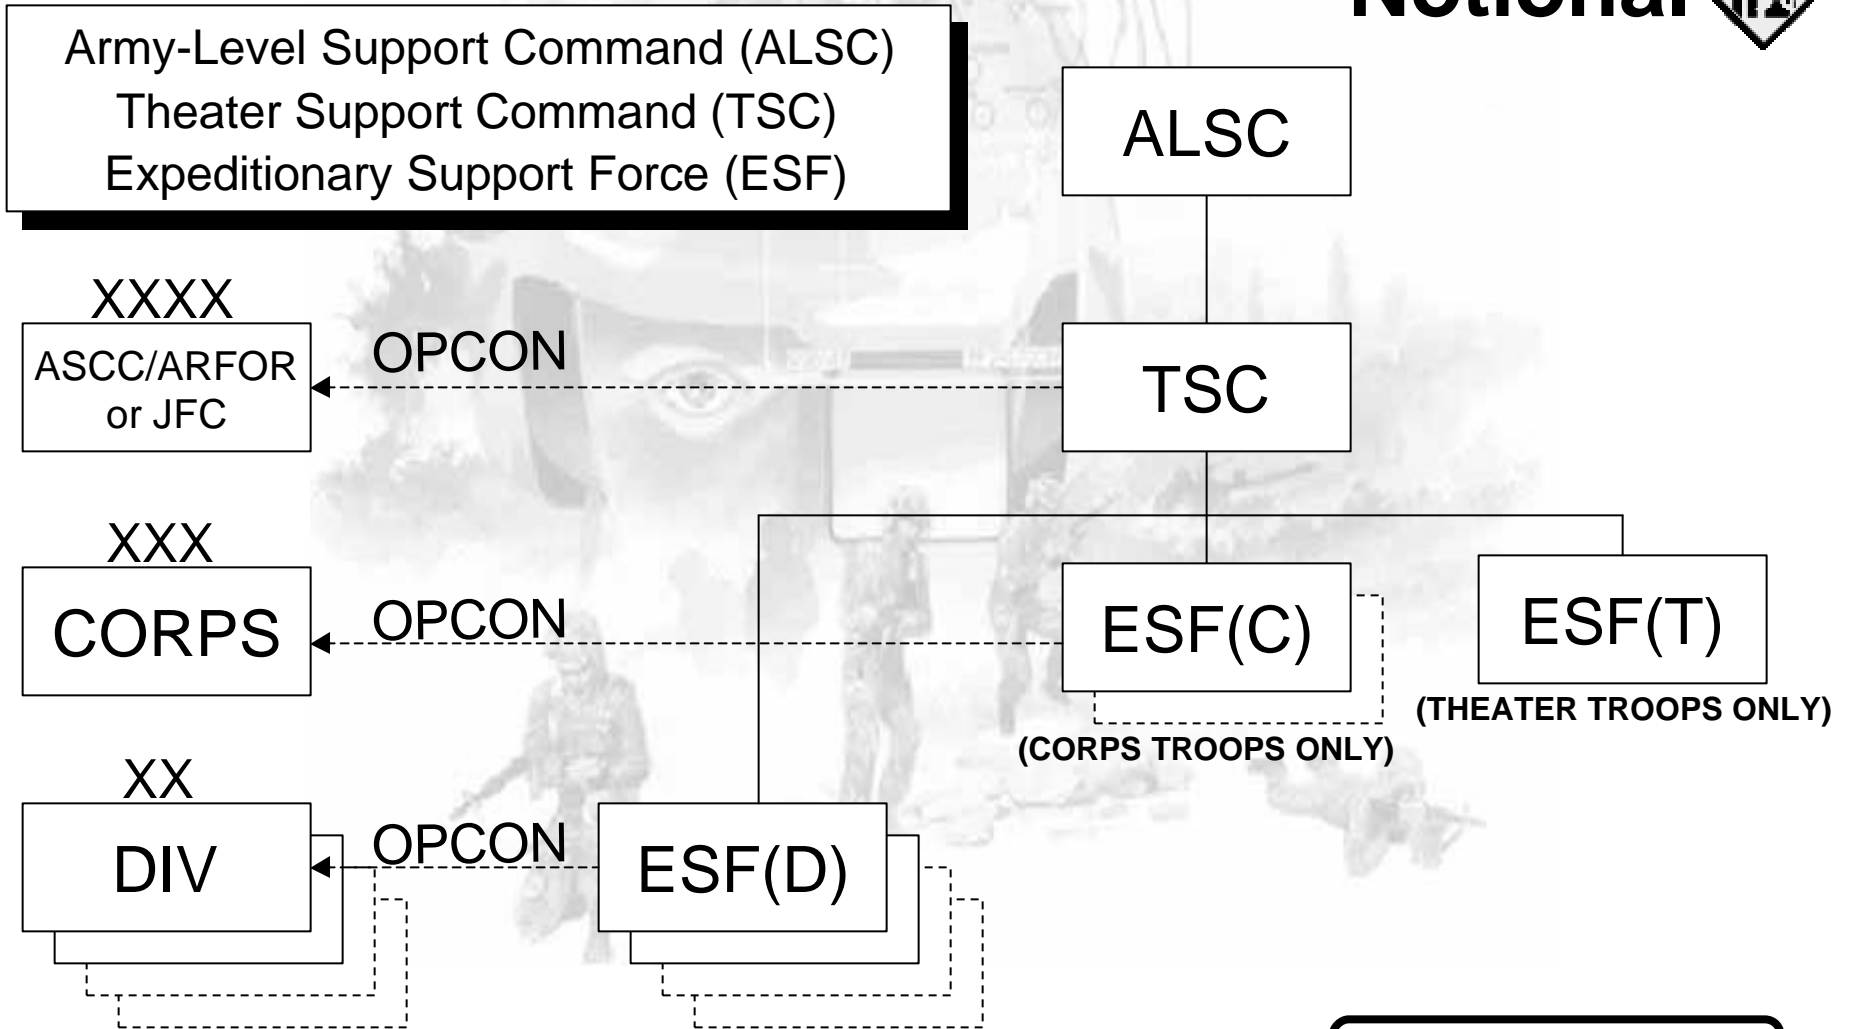 Notional
Army-Level Support Command (ALSC)
Theater Support Command (TSC)
Expeditionary Support Force (ESF)
ALSC
XXXX
ASCC/ARFOR
or JFC
OPCON
TSC
XXX
CORPS
OPCON
ESF(C)
ESF(T)
(THEATER TROOPS ONLY)
(CORPS TROOPS ONLY)
XX
DIV
OPCON
ESF(D)